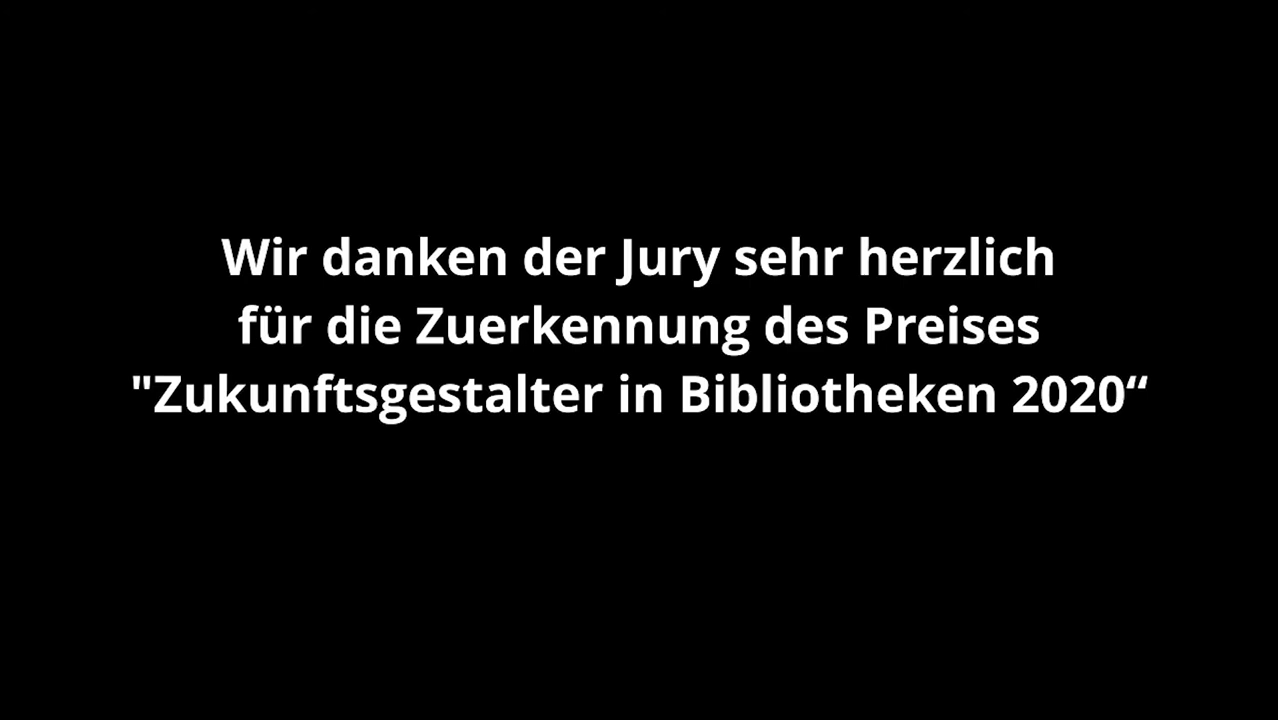 Wir danken der Jury sehr herzlich
für die Zuerkennung des Preises
"Zukunftsgestalter in Bibliotheken 2020“